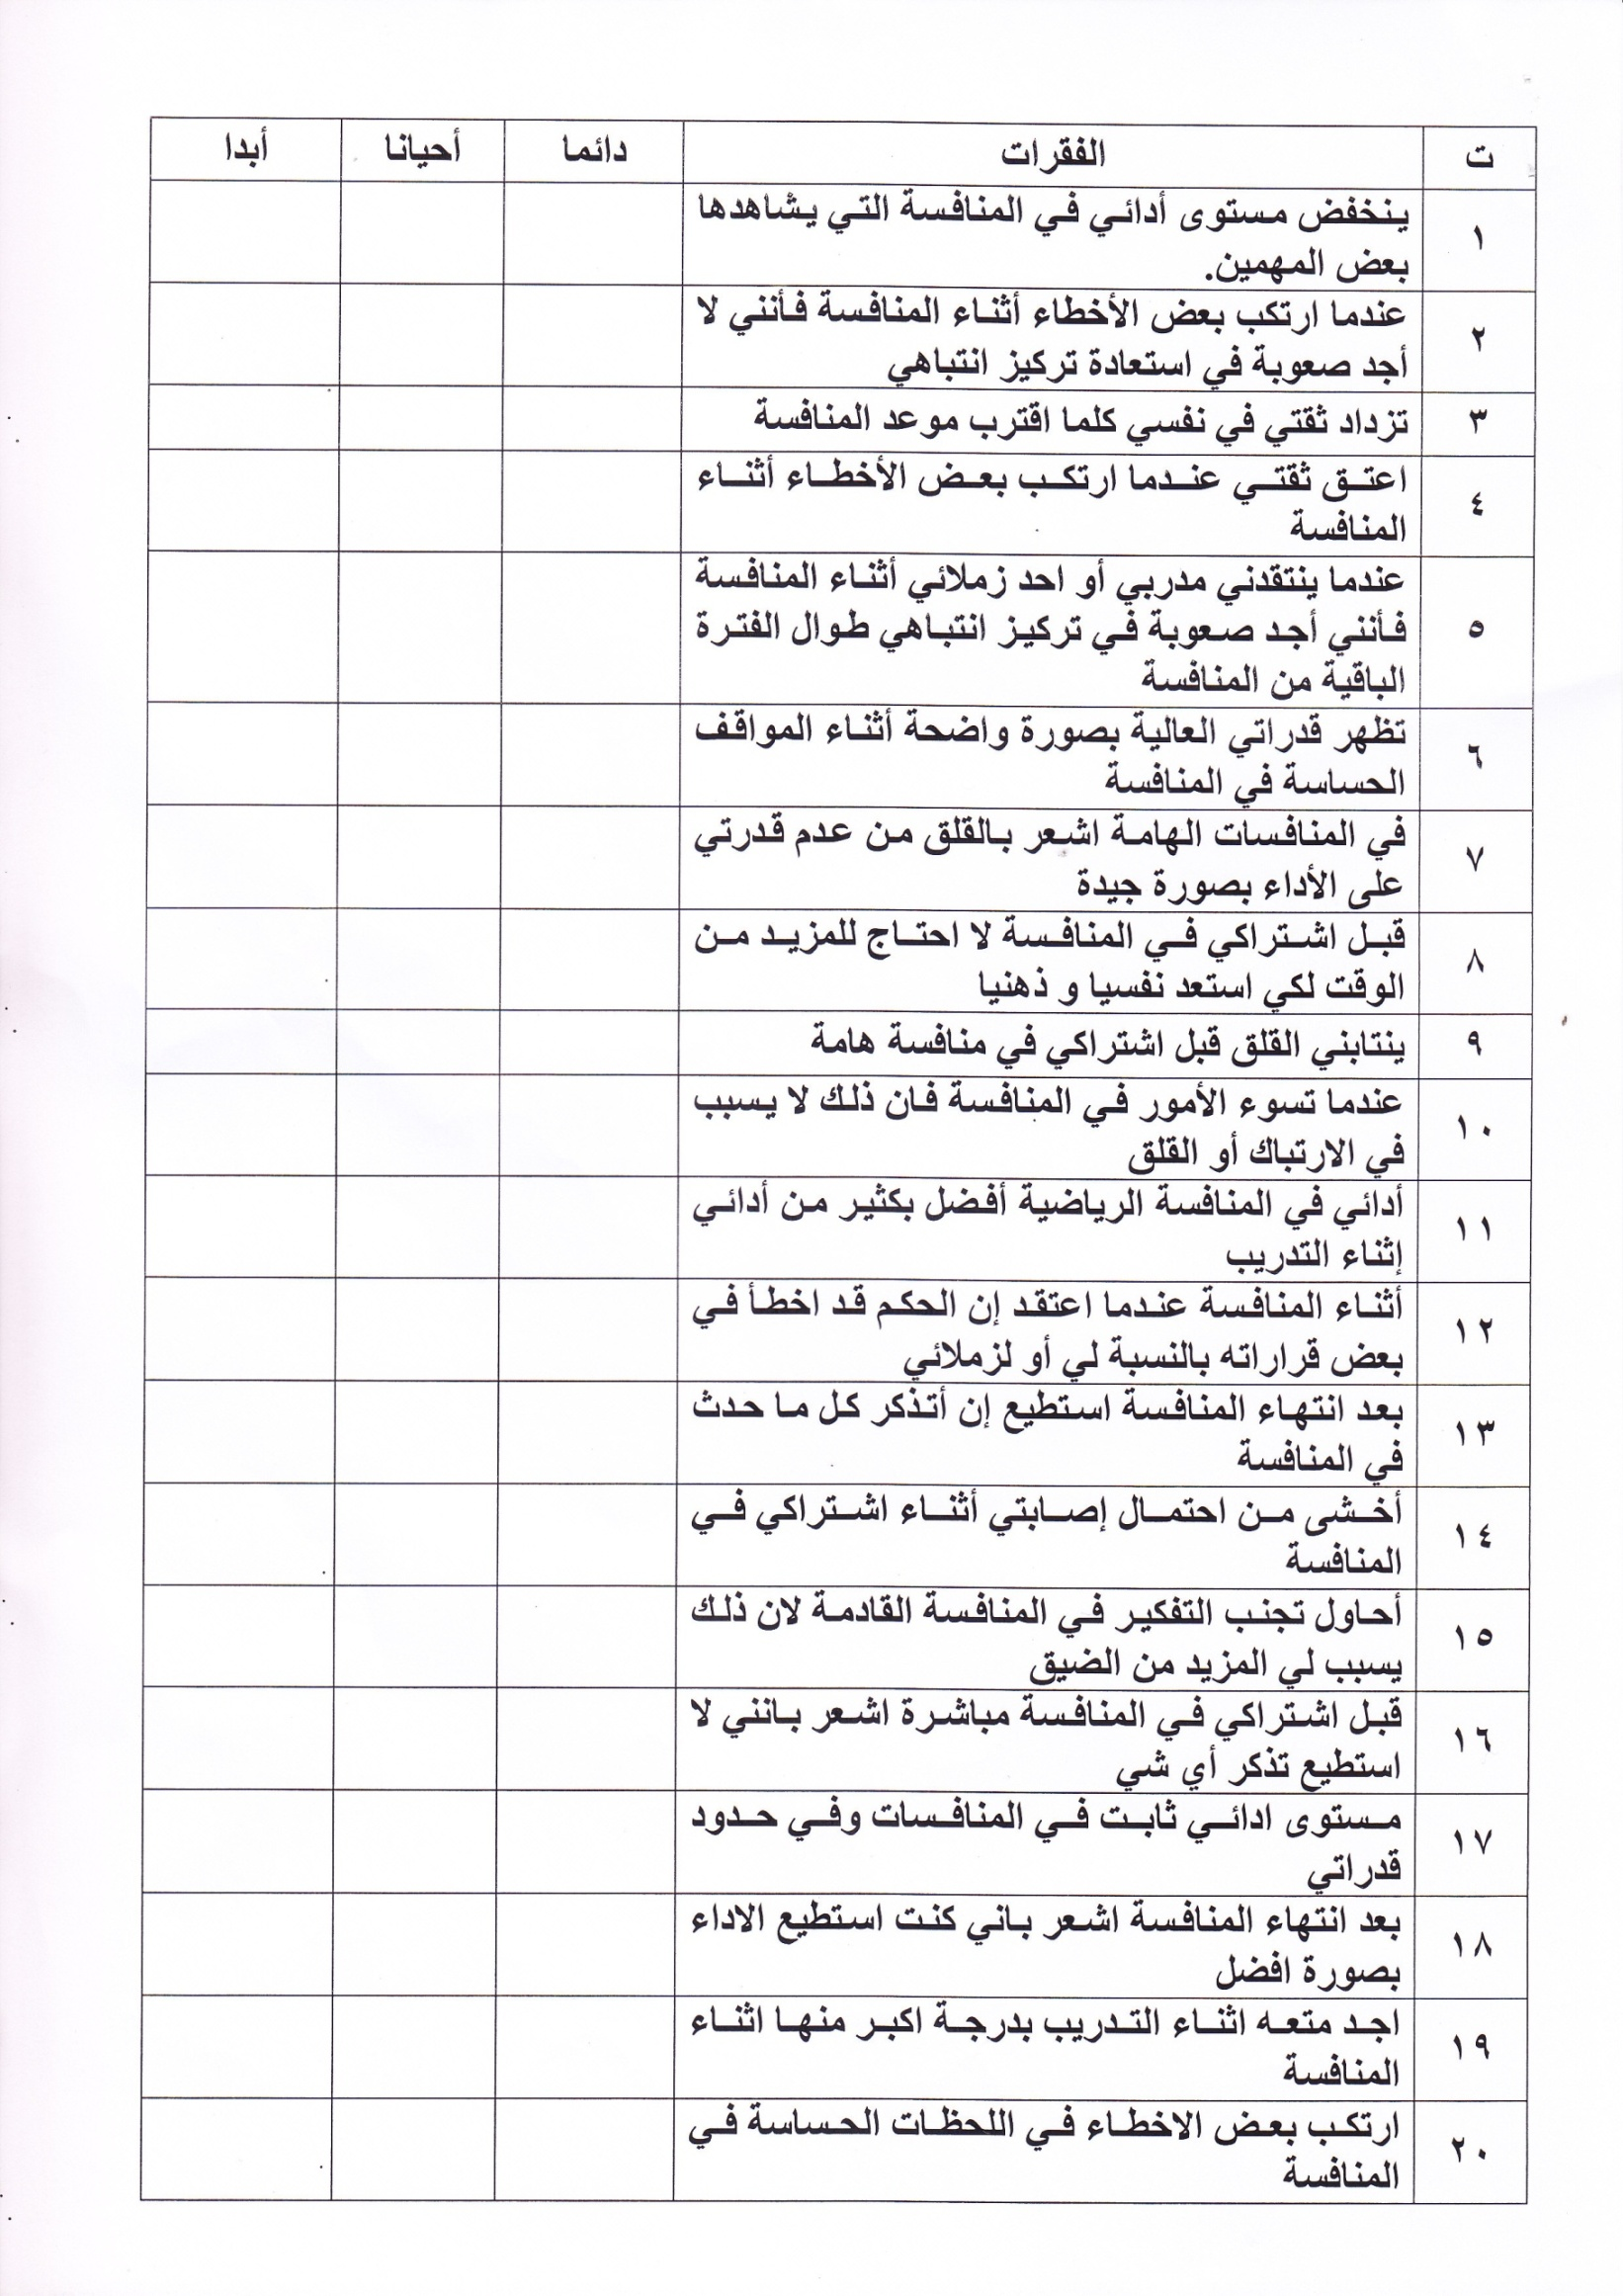 ت الفقرات دائما أحيانا أبدا
١
ينخفض مستوى أدائي في المنافسة التي يشاهدها
بعض المهمين.
٢
عندما ارتكب بعض الأخطاء أثناء المنافسة فأنني لا
أجد صعوبة في استعادة تركيز انتباهي
٣
تزداد ثقتي في نفسي كلما اقترب موعد المنافسة
٤
اعتق ثقتي عندما ارتكب بعض الأخطاء أثناء
المنافسة
٥
عندما ينتقدني مدربي أو احد زملائي أثناء المنافسة
فأنني أجد صعوبة في تركيز انتباهي طوال الفترة
الباقية من المنافسة
٦
تظهر قدراتي العالية بصورة واضحة أثناء المواقف
الحساسة في المنافسة
٧
في المنافسات الهامة اشعر بالقلق من عدم قدرتي
على الأداء بصورة جيدة
٨
قبل اشتراكي في المنافسة لا احتاج للمزيد من
الوقت لكي استعد نفسيا و ذهنيا
٩
ينتابني القلق قبل اشتراكي في منافسة هامة
١٠
عندما تسوء الأمور في المنافسة فان ذلك لا يسبب
في الارتباك أو القلق
١١
أدائي في المنافسة الرياضية أفضل بكثير من أدائي
إثناء التدريب
١٢
أثناء المنافسة عندما اعتقد إن الحكم قد اخطأ في
بعض قراراته بالنسبة لي أو لزملائي
١٣
بعد انتهاء المنافسة استطيع إن أتذكر كل ما حدث
في المنافسة
١٤
أخشى من احتمال إصابتي أثناء اشتراكي في
المنافسة
١٥
أحاول تجنب التفكير في المنافسة القادمة لان ذلك
يسبب لي المزيد من الضيق
١٦
قبل اشتراكي في المنافسة مباشرة اشعر بانني لا
استطيع تذكر أي شي
١٧
مستوى ادائي ثابت في المنافسات وفي حدود
قدراتي
١٨
بعد انتهاء المنافسة اشعر باني كنت استطيع الاداء
بصورة افضل
١٩
اجد متعه اثناء التدريب بدرجة اكبر منها اثناء
المنافسة
٢٠
ارتكب بعض الاخطاء في اللحظات الحساسة في
المنافسة